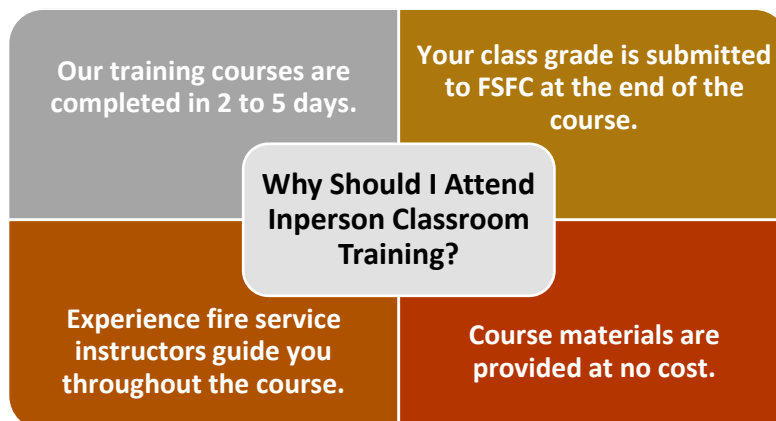 Our training courses are
completed in 2 to 5 days.
Your class grade is submitted
to FSFC at the end of the
course.
Why Should I Attend
Inperson Classroom
Training?
Experience fire service
instructors guide you
throughout the course.
Course materials are
provided at no cost.